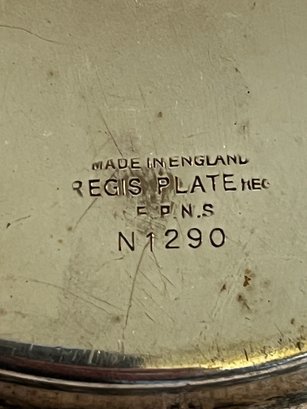 MADE IN ENGLAND
REGIS PLATE REG
E.P.N.S
N1290